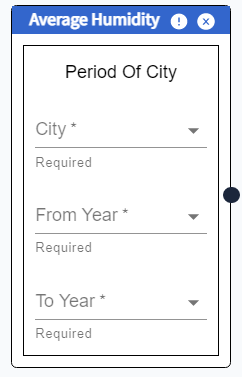 Average Humidity
Period Of City
City *
Required
From Year *
Required
To Year *
Required